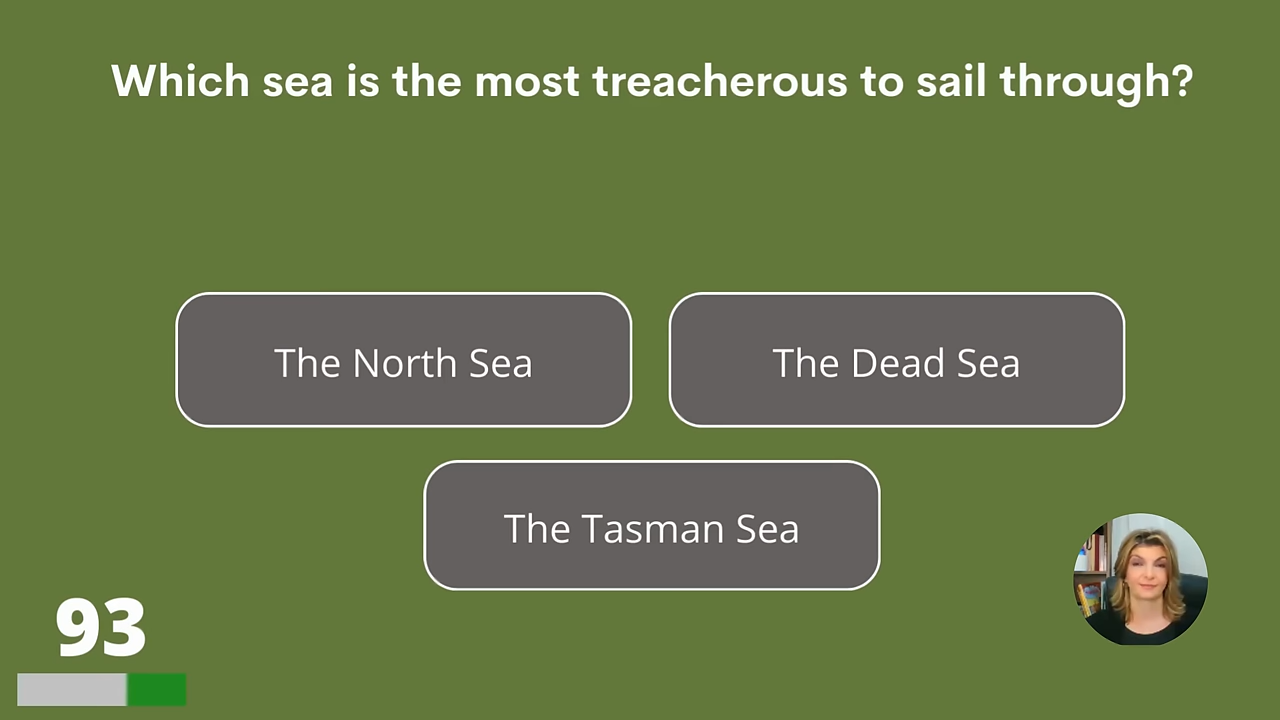 Which sea is the most treacherous to sail through?
The North Sea
The Dead Sea
The Tasman Sea
93